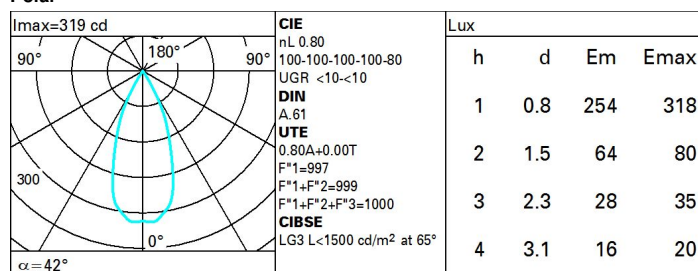 Imax=319 cd
90° 180° 90°
300
0°
α=42°
CIE
nL 0.80
100-100-100-100-80
UGR <10-<10
DIN
A.61
UTE
0.80A+0.00T
F"1=997
F"1+F"2=999
F"1+F"2+F"3=1000
CIBSE
LG3 L<1500 cd/m² at 65°
Lux
h d Em Emax
1 0.8 254 318
2 1.5 64 80
3 2.3 28 35
4 3.1 16 20